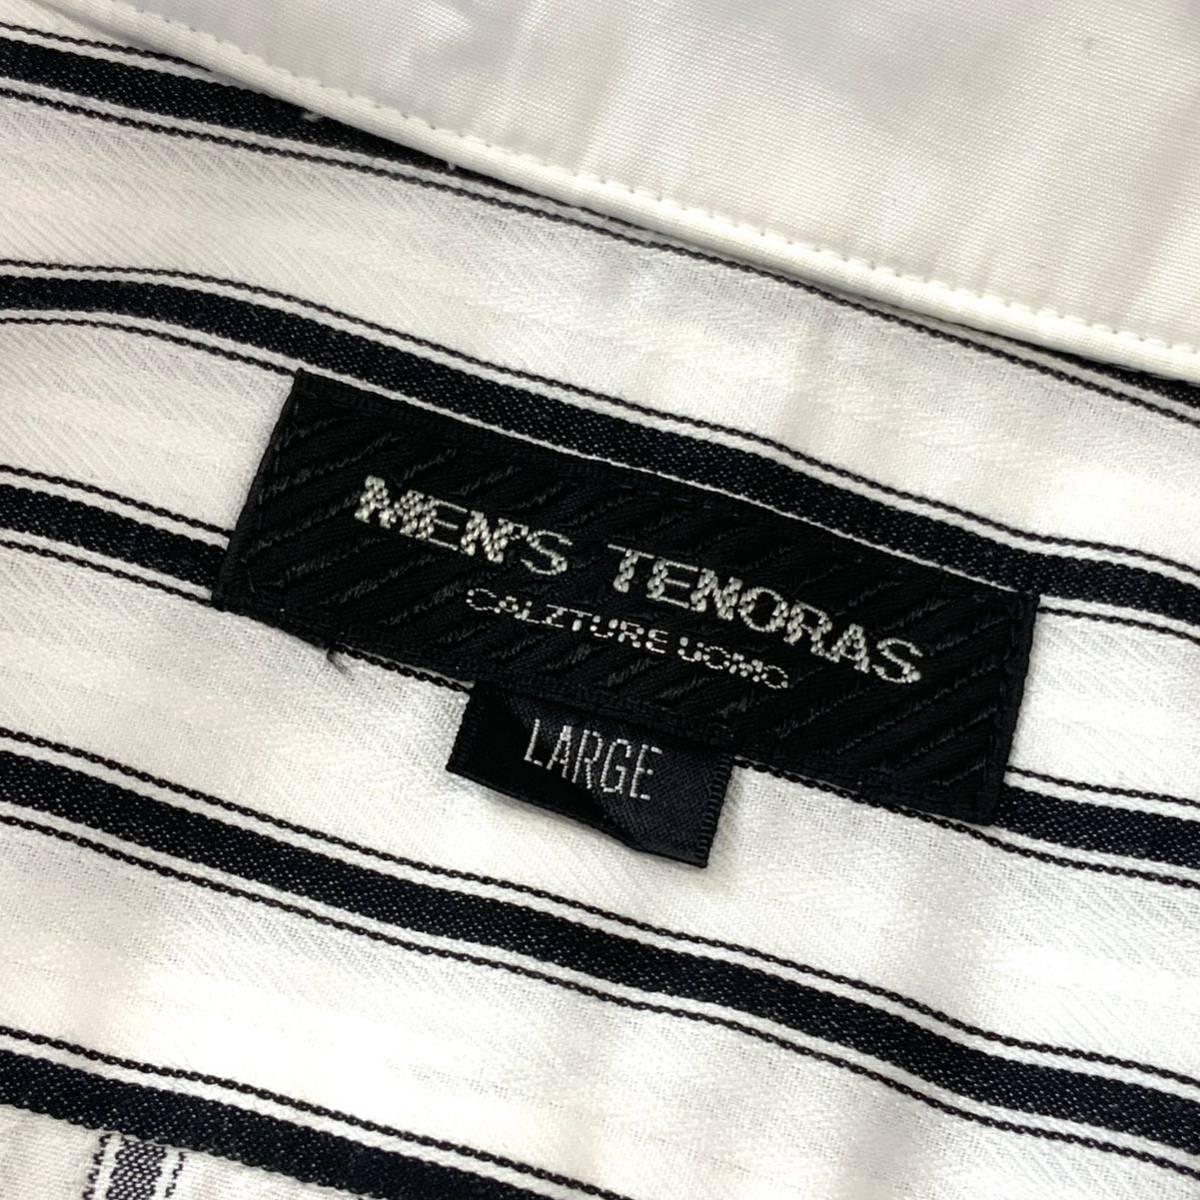 MEN'S TENORAS
CALZTURE UOMO
LARGE